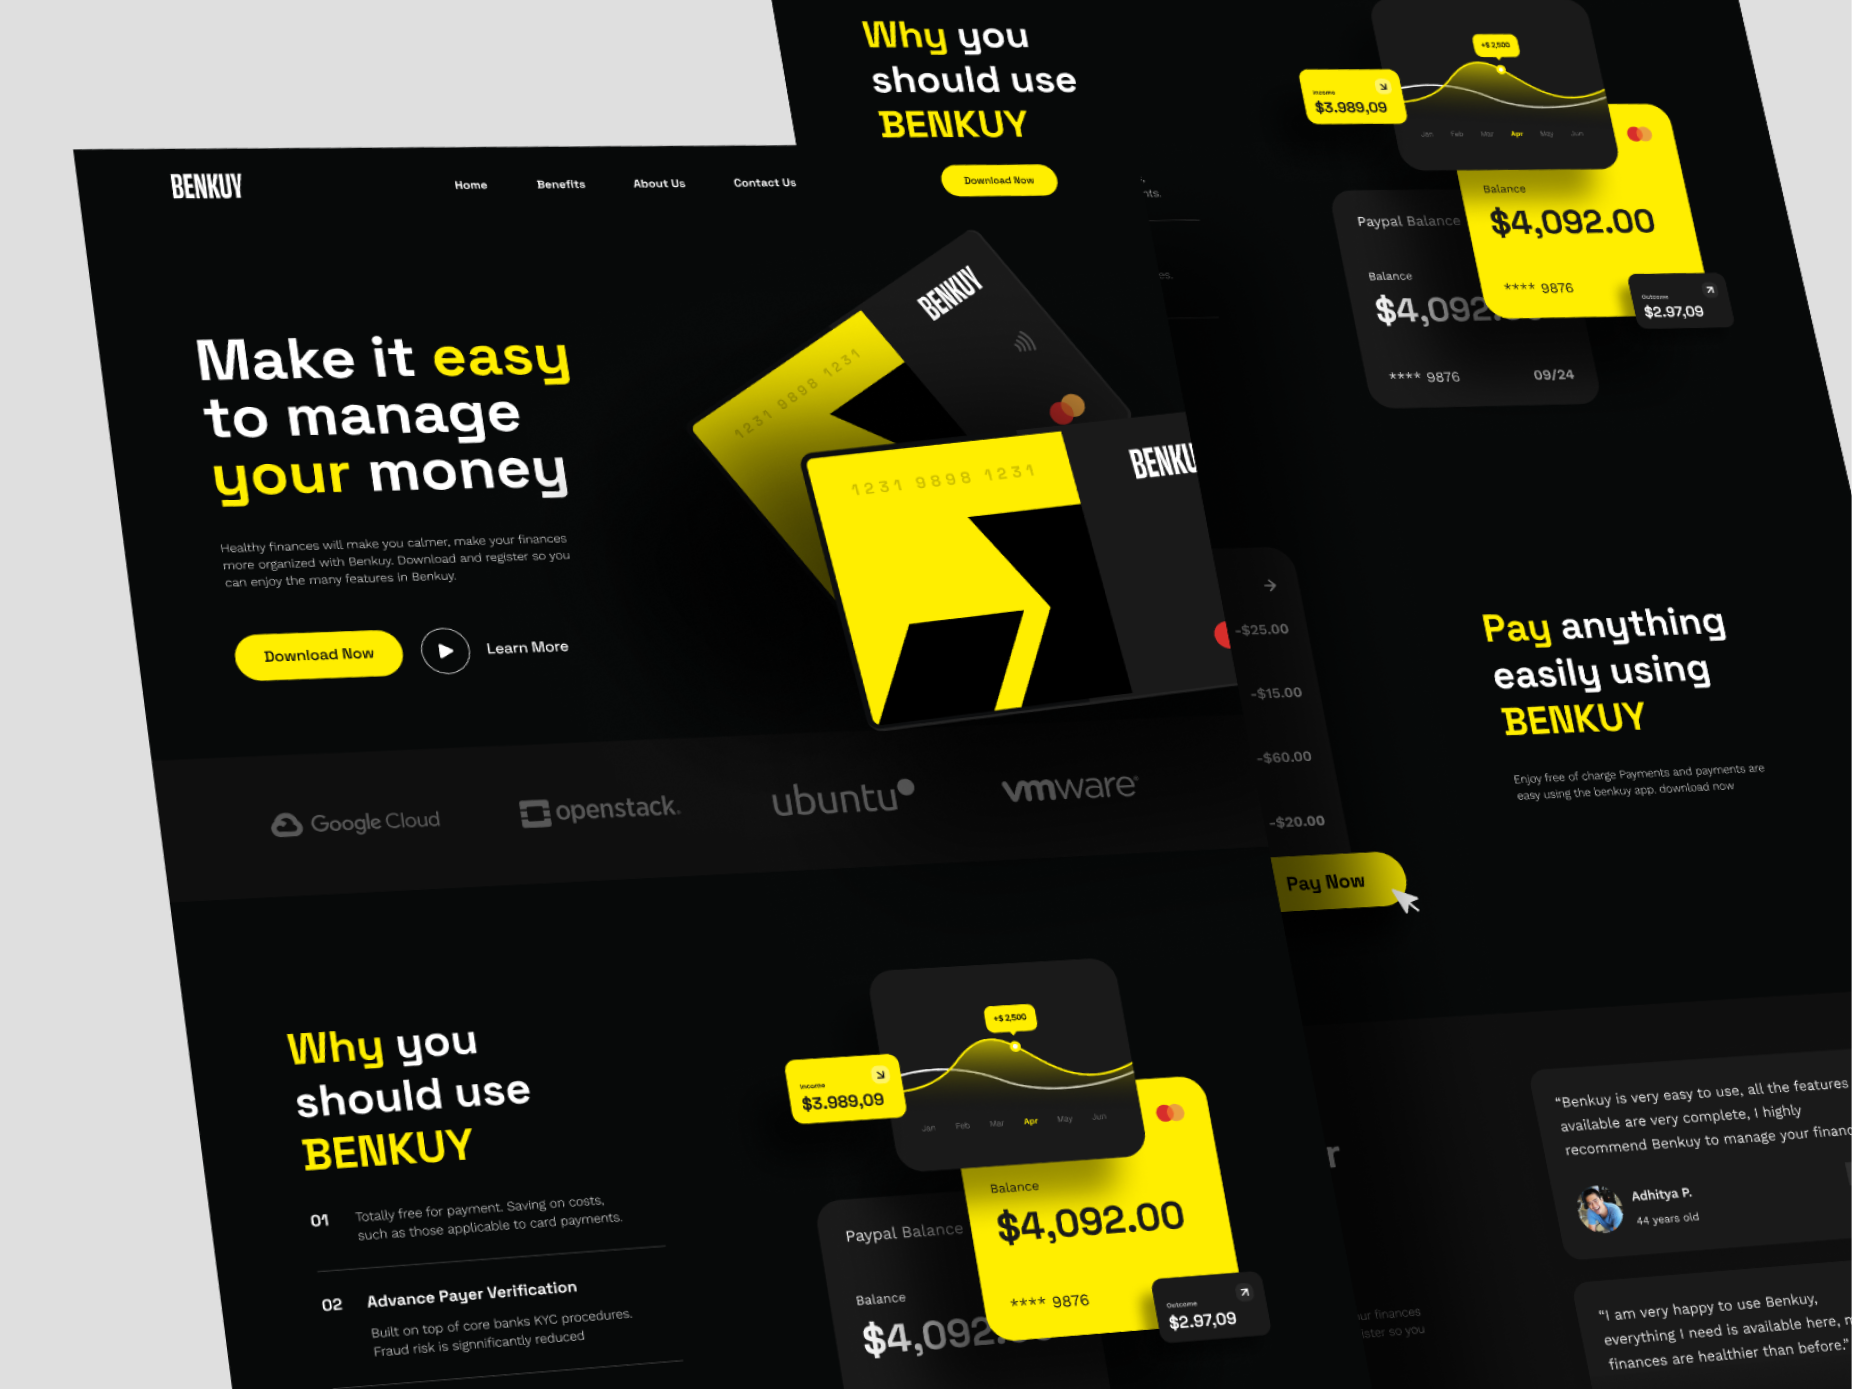 BENKUY
Home
Benefits
About Us
Contact Us
Download Now
Make it easy
to manage
your money
Healthy finances will make you calmer, make your finances
more organized with Benkuy. Download and register so you
can enjoy the many features in Benkuy.
Download Now
Learn More
BENKUY
1231 9898 1231
1231 9898 1231
BENKU
Google Cloud
openstack
ubuntu
vmware
Why you
should use
BENKUY
01
Totally free for payment. Saving on costs,
such as those applicable to card payments.
02
Advance Payer Verification
Built on top of core banks KYC procedures.
Fraud risk is signnificantly reduced
+$ 2,500
Income
$3.989,09
Jan Feb Mar Apr May Jun
Balance
$4,092.00
**** 9876
Paypal Balance
Balance
$4,092.
Outcome
$2.97,09
Why you
should use
BENKUY
nts.
es.
+$ 2,500
Income
$3.989,09
Jan Feb Mar Apr May Jun
Balance
$4,092.00
**** 9876
Paypal Balance
Balance
$4,092.
**** 9876
09/24
Outcome
$2.97,09
-$25.00
-$15.00
-$60.00
-$20.00
Pay Now
Pay anything
easily using
BENKUY
Enjoy free of charge Payments and payments are
easy using the benkuy app. download now
r
ur finances
ister so you
“Benkuy is very easy to use, all the features
available are very complete, I highly
recommend Benkuy to manage your financ
Adhitya P.
44 years old
“I am very happy to use Benkuy,
everything I need is available here, m
finances are healthier than before.”